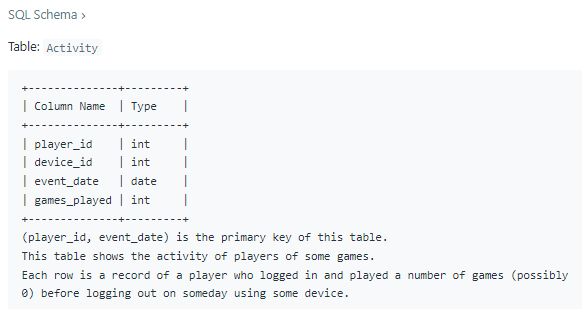 SQL Schema >
Table: Activity
+--------------+---------+
| Column Name  | Type    |
+--------------+---------+
| player_id    | int     |
| device_id    | int     |
| event_date   | date    |
| games_played | int     |
+--------------+---------+
(player_id, event_date) is the primary key of this table.
This table shows the activity of players of some games.
Each row is a record of a player who logged in and played a number of games (possibly
0) before logging out on someday using some device.